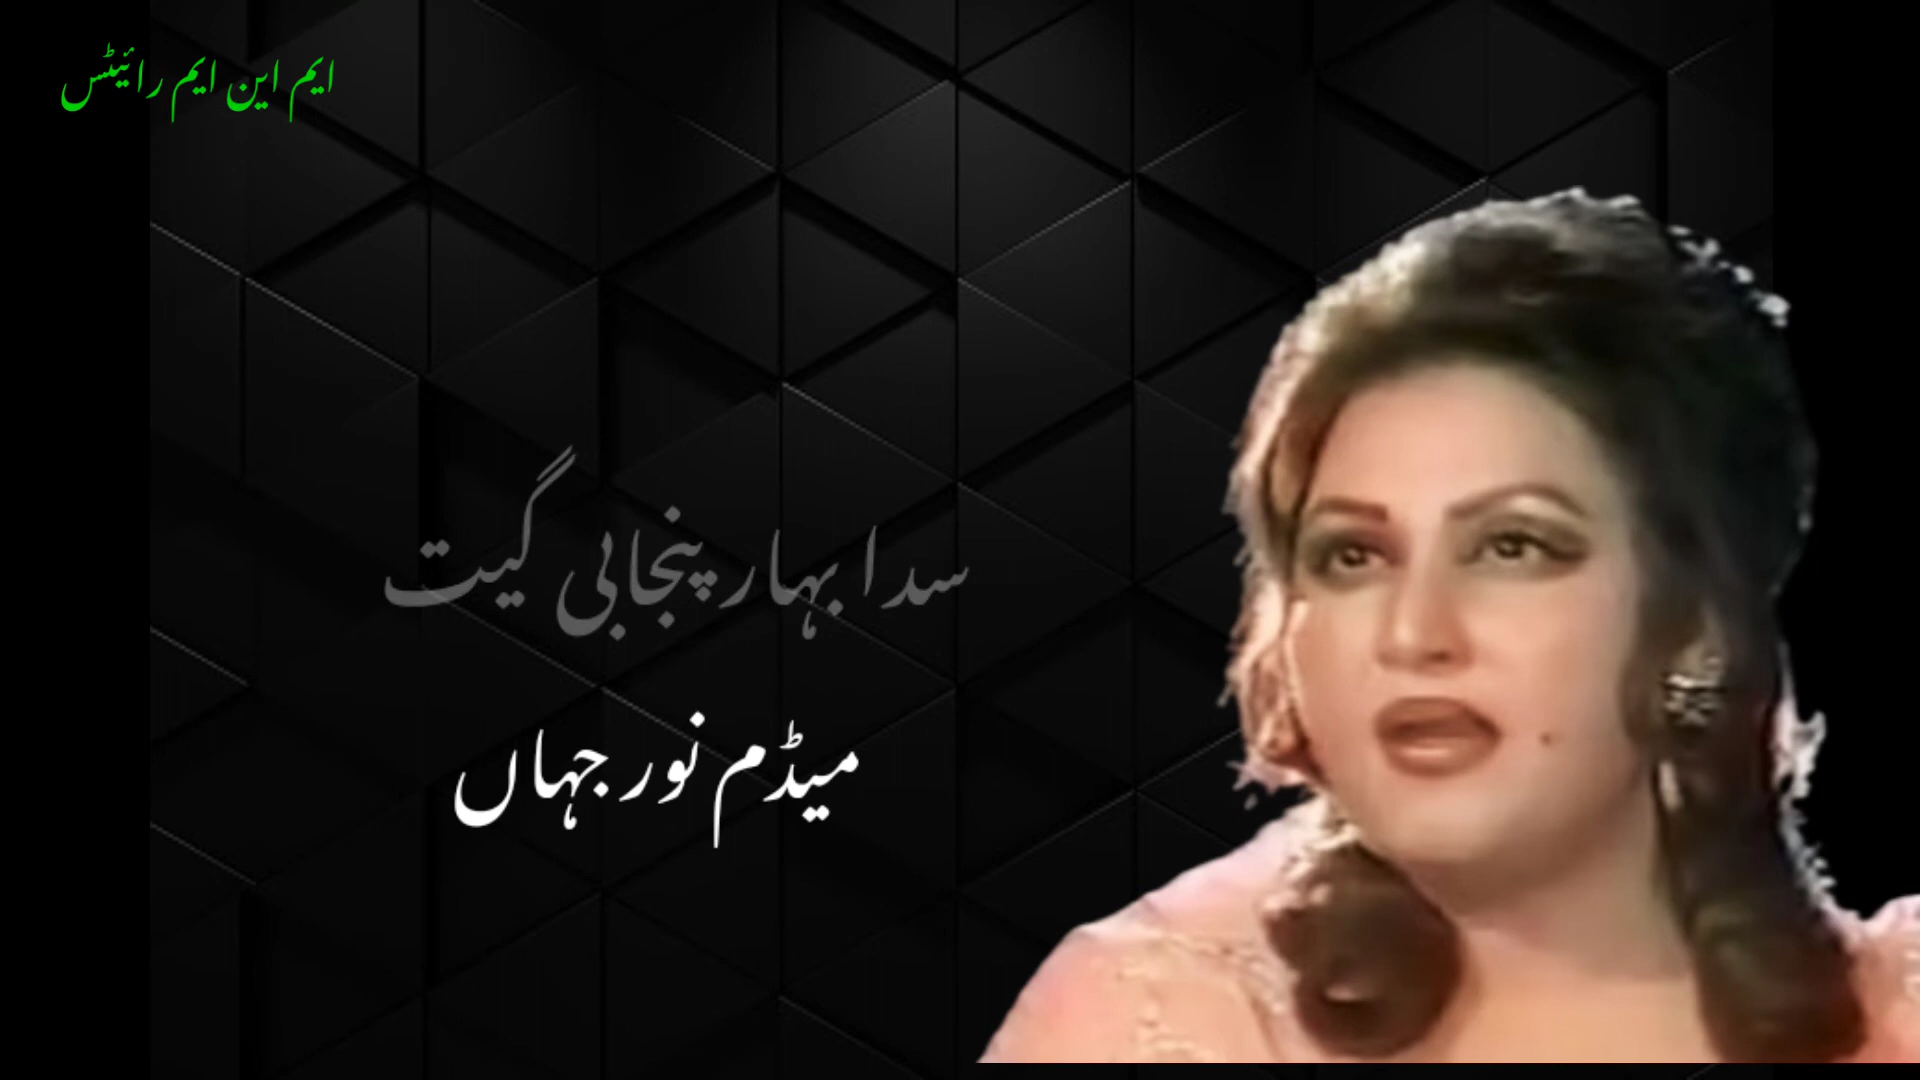 ایم این ایم رائیٹس
سدا بہار پنجابی گیت
میڈم نور جہاں